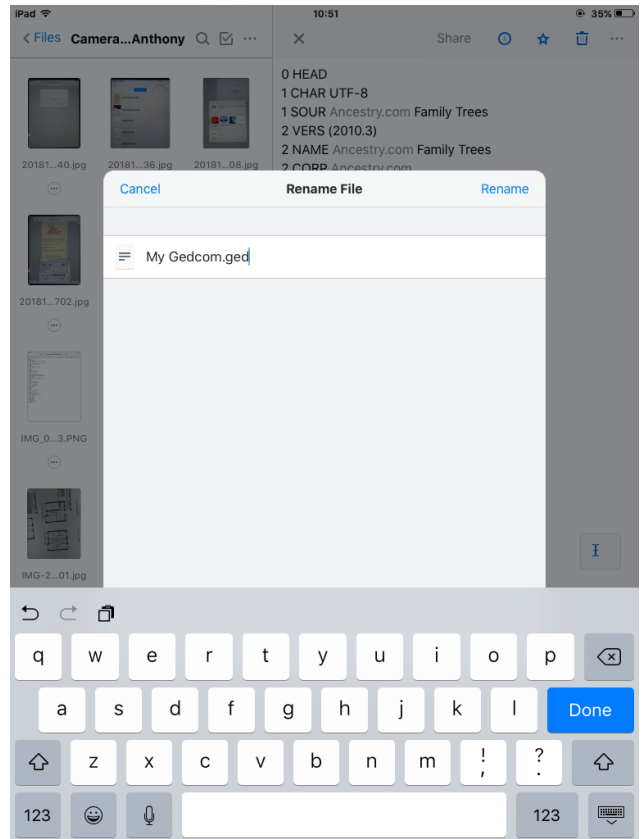 iPad 10:51 35%
Files Camera...Anthony Share
0 HEAD
1 CHAR UTF-8
1 SOUR Ancestry.com Family Trees
2 VERS (2010.3)
2 NAME Ancestry.com Family Trees
2 CORP Ancestry.com
20181...40.jpg 20181...36.jpg 20181...08.jpg
Cancel Rename File Rename
My Gedcom.ged
20181...702.jpg
IMG_0...3.PNG
IMG-2...01.jpg
q w e r t y u i o p
a s d f g h j k l Done
z x c v b n m ! , ? .
123 123